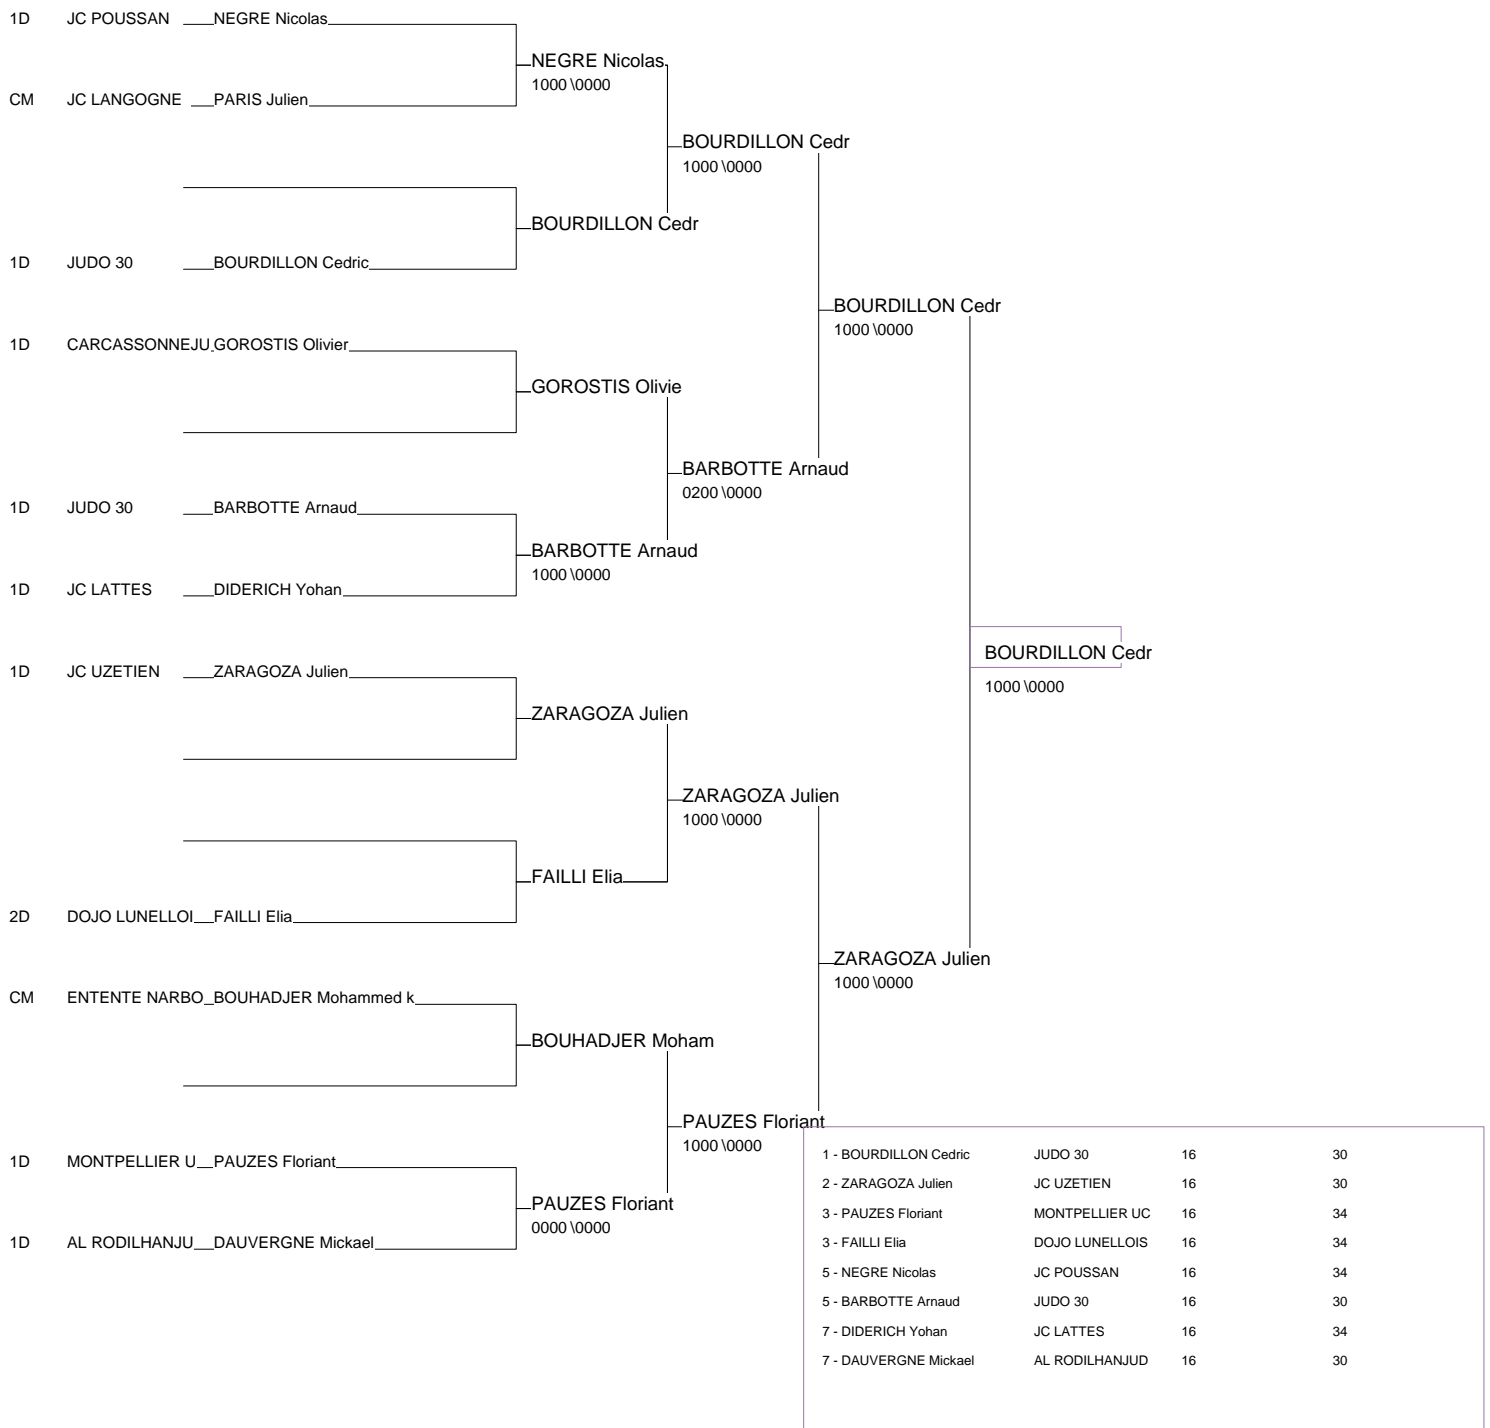 1D JC POUSSAN NEGRE Nicolas
NEGRE Nicolas
1000 \0000
CM JC LANGOGNE PARIS Julien
BOURDILLON Cedr
1000 \0000
BOURDILLON Cedr
1D JUDO 30 BOURDILLON Cedric
BOURDILLON Cedr
1000 \0000
1D CARCASSONNEJU GOROSTIS Olivier
GOROSTIS Olivie
BARBOTTE Arnaud
0200 \0000
1D JUDO 30 BARBOTTE Arnaud
BARBOTTE Arnaud
1000 \0000
1D JC LATTES DIDERICH Yohan
BOURDILLON Cedr
1000 \0000
1D JC UZETIEN ZARAGOZA Julien
ZARAGOZA Julien
ZARAGOZA Julien
1000 \0000
FAILLI Elia
2D DOJO LUNELLOI FAILLI Elia
ZARAGOZA Julien
1000 \0000
CM ENTENTE NARBO BOUHADJER Mohammed k
BOUHADJER Moham
PAUZES Floriant
1000 \0000
1D MONTPELLIER U PAUZES Floriant
PAUZES Floriant
0000 \0000
1D AL RODILHANJU DAUVERGNE Mickael
1 - BOURDILLON Cedric JUDO 30 16 30
2 - ZARAGOZA Julien JC UZETIEN 16 30
3 - PAUZES Floriant MONTPELLIER UC 16 34
3 - FAILLI Elia DOJO LUNELLOIS 16 34
5 - NEGRE Nicolas JC POUSSAN 16 34
5 - BARBOTTE Arnaud JUDO 30 16 30
7 - DIDERICH Yohan JC LATTES 16 34
7 - DAUVERGNE Mickael AL RODILHANJUD 16 30